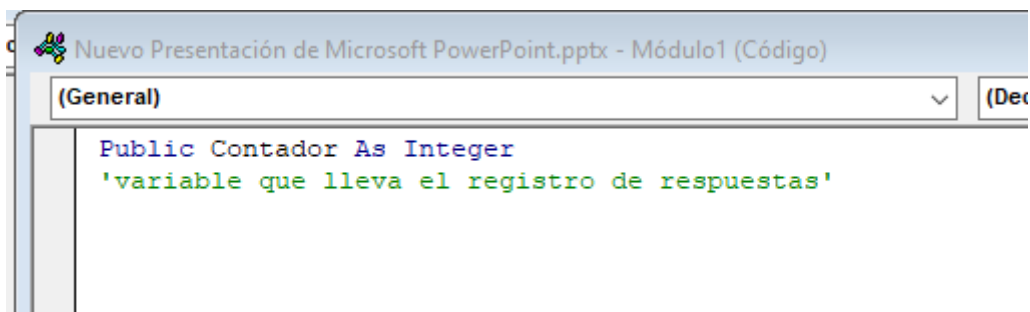 Nuevo Presentación de Microsoft PowerPoint.pptx - Módulo1 (Código)
(General) (Dec
Public Contador As Integer
'variable que lleva el registro de respuestas'